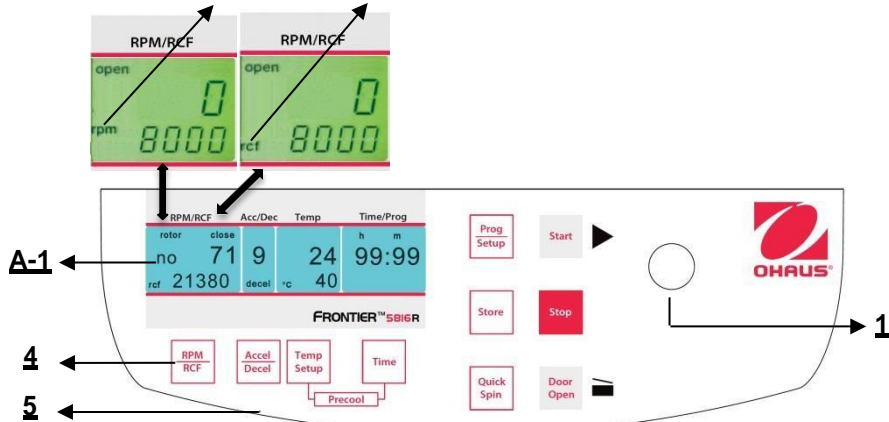 RPM/RCF RPM/RCF
open open
0 0
rpm 8000 rcf 8000
RPM/RCF Acc/Dec Temp Time/Prog
rotor close h m
no 71 9 24 99:99
rcf 21380 decel °C 40
FRONTIER™5816R
A-1
4
5
RPM
RCF
Accel
Decel
Temp
Setup
Time
Precool
Prog
Setup
Start
Store
Stop
Quick
Spin
Door
Open
OHAUS®
1